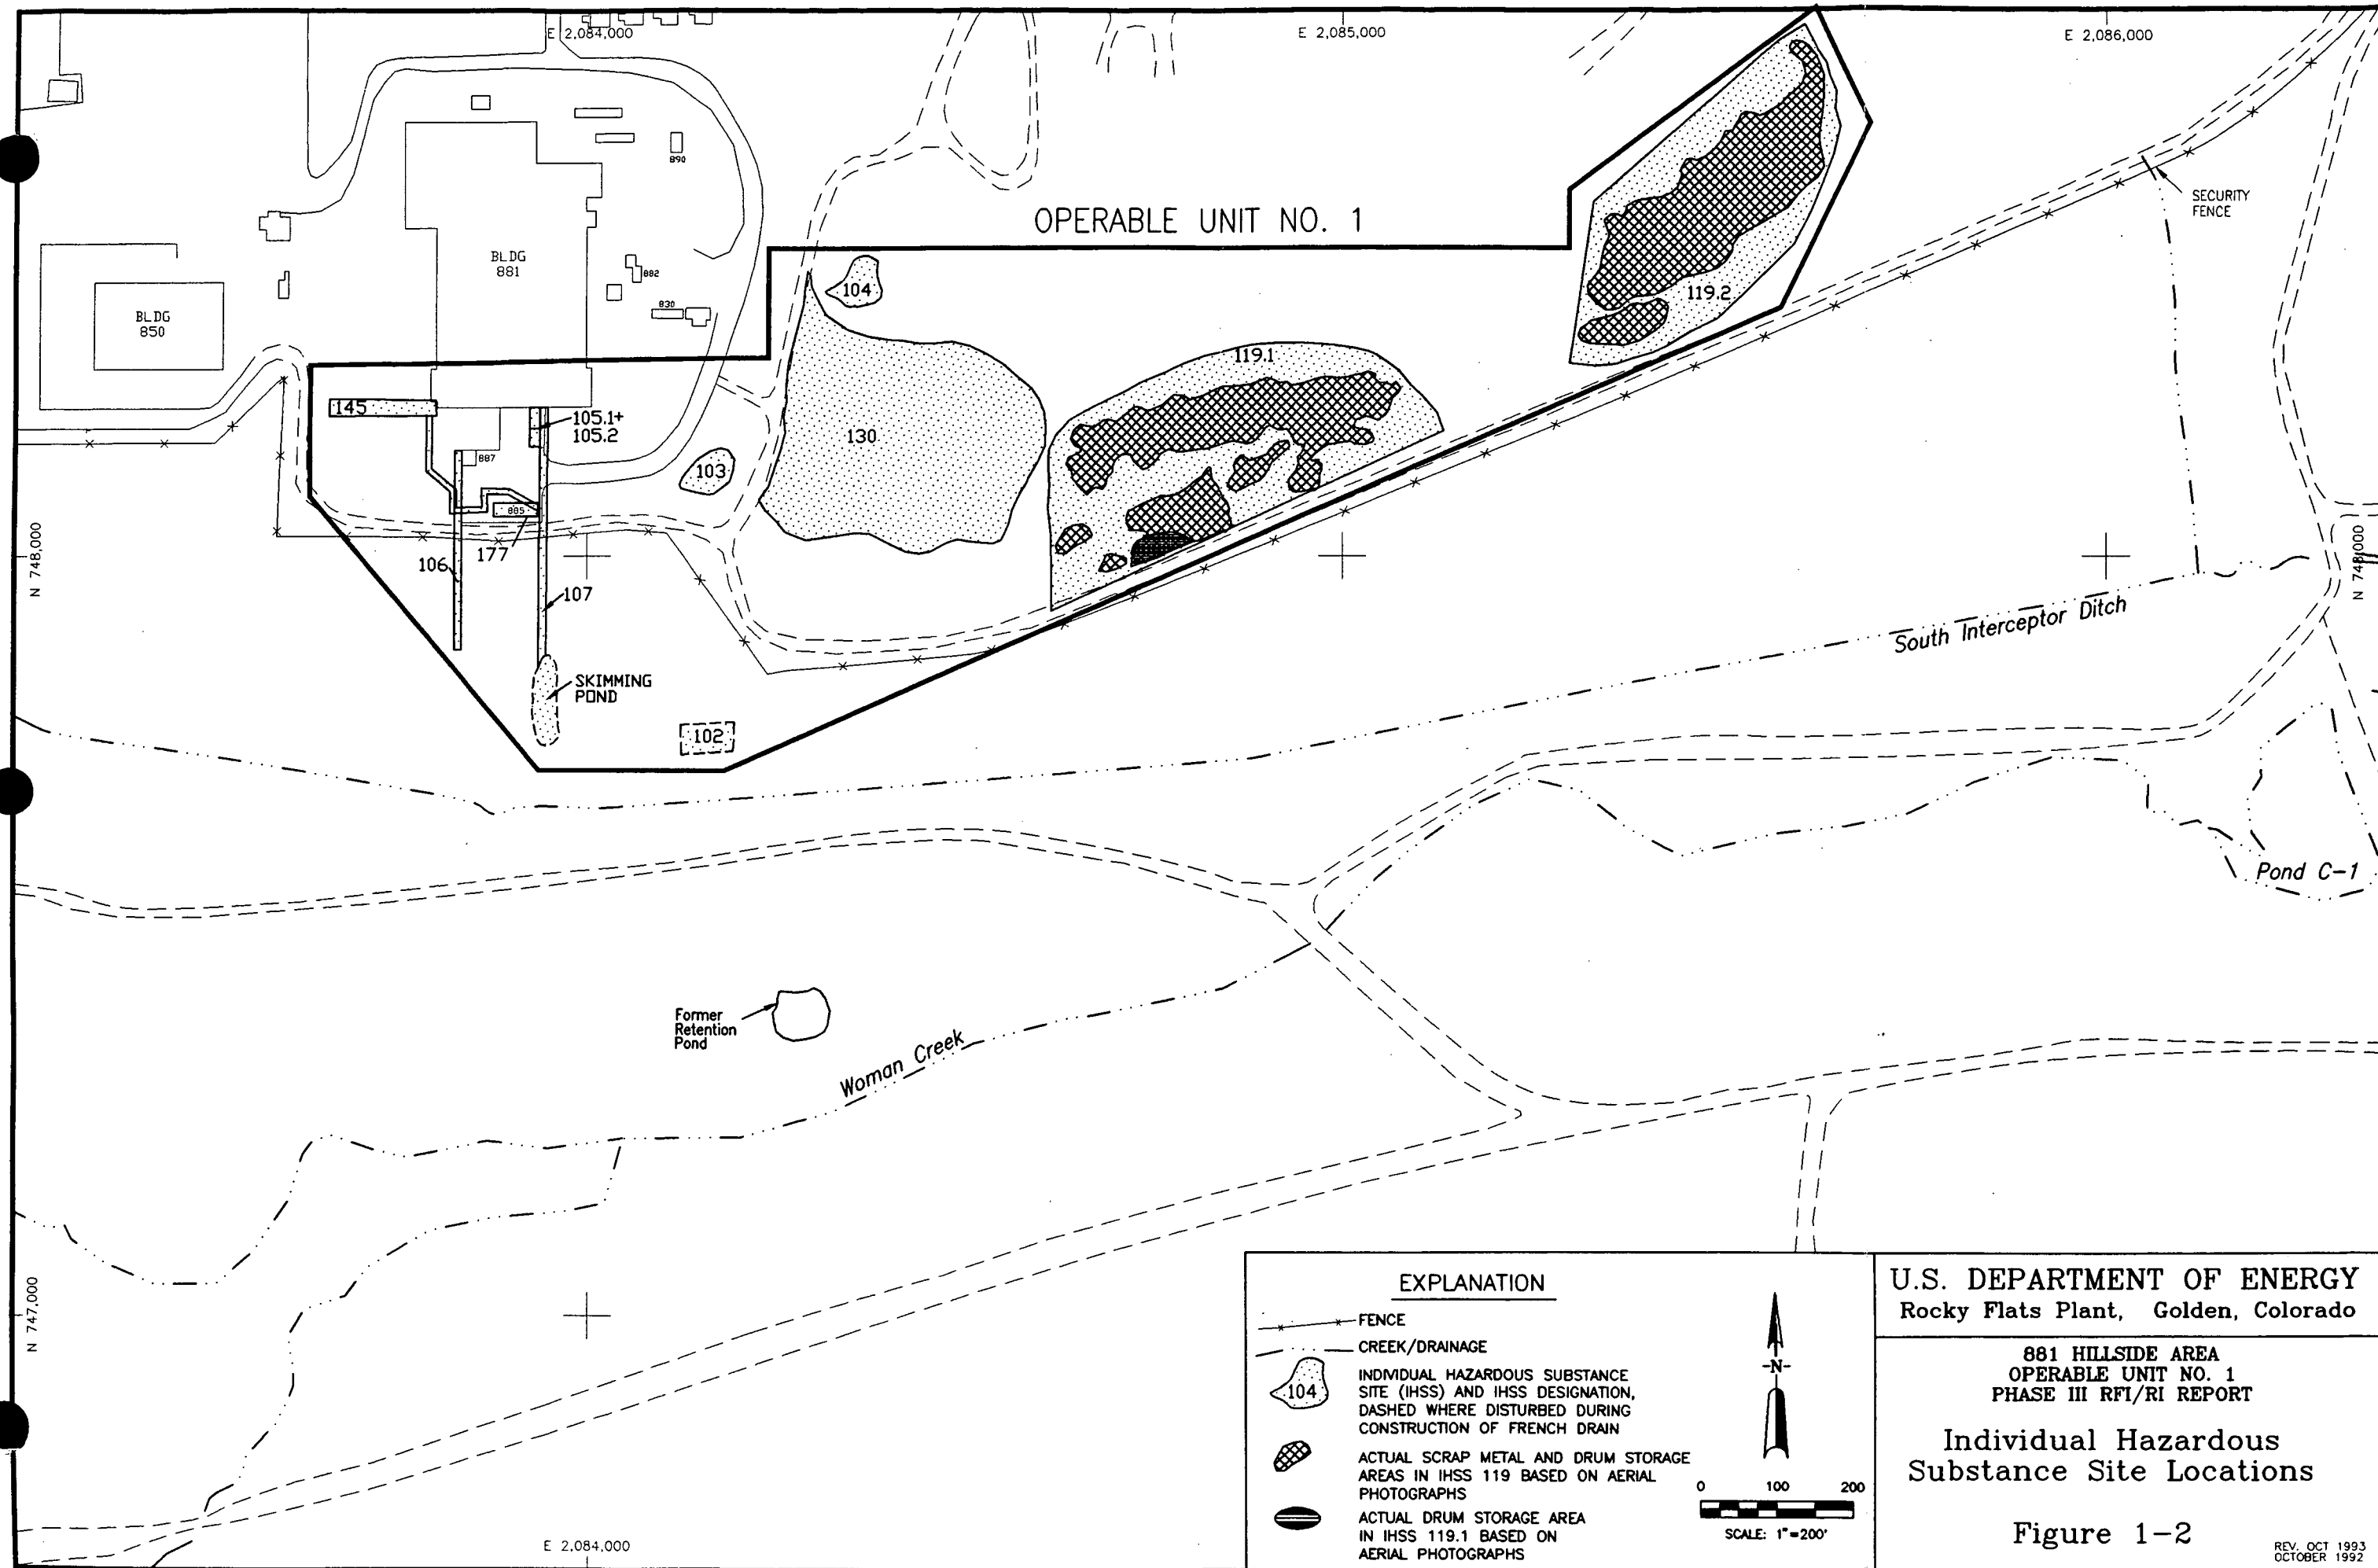 E 2,084,000
E 2,085,000
E 2,086,000
890
SECURITY
FENCE
OPERABLE UNIT NO. 1
BLDG
881
882
104
119.2
830
BLDG
850
119.1
145
105.1+
105.2
130
887
103
885
177
106
107
N 748,000
N 748,000
South Interceptor Ditch
SKIMMING
POND
102
Pond C-1
Former
Retention
Pond
Woman Creek
N 747,000
E 2,084,000
EXPLANATION
FENCE
CREEK/DRAINAGE
104
INDIVIDUAL HAZARDOUS SUBSTANCE
SITE (IHSS) AND IHSS DESIGNATION,
DASHED WHERE DISTURBED DURING
CONSTRUCTION OF FRENCH DRAIN
ACTUAL SCRAP METAL AND DRUM STORAGE
AREAS IN IHSS 119 BASED ON AERIAL
PHOTOGRAPHS
ACTUAL DRUM STORAGE AREA
IN IHSS 119.1 BASED ON
AERIAL PHOTOGRAPHS
-N-
0 100 200
SCALE: 1"=200'
U.S. DEPARTMENT OF ENERGY
Rocky Flats Plant, Golden, Colorado
881 HILLSIDE AREA
OPERABLE UNIT NO. 1
PHASE III RFI/RI REPORT
Individual Hazardous
Substance Site Locations
Figure 1-2
REV. OCT 1993
OCTOBER 1992